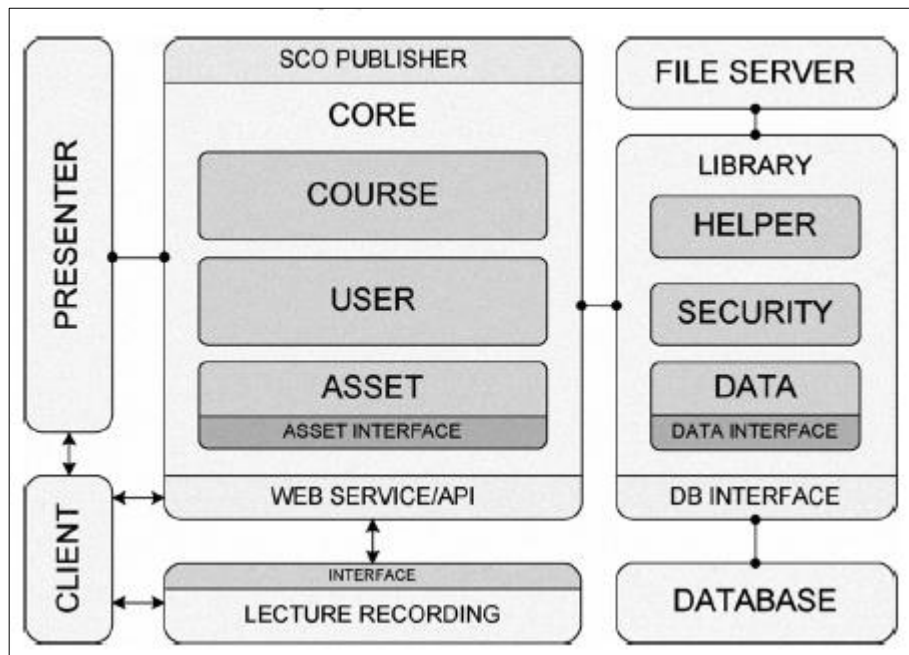 PRESENTER
CLIENT
SCO PUBLISHER
CORE
COURSE
USER
ASSET
ASSET INTERFACE
WEB SERVICE/API
INTERFACE
LECTURE RECORDING
FILE SERVER
LIBRARY
HELPER
SECURITY
DATA
DATA INTERFACE
DB INTERFACE
DATABASE